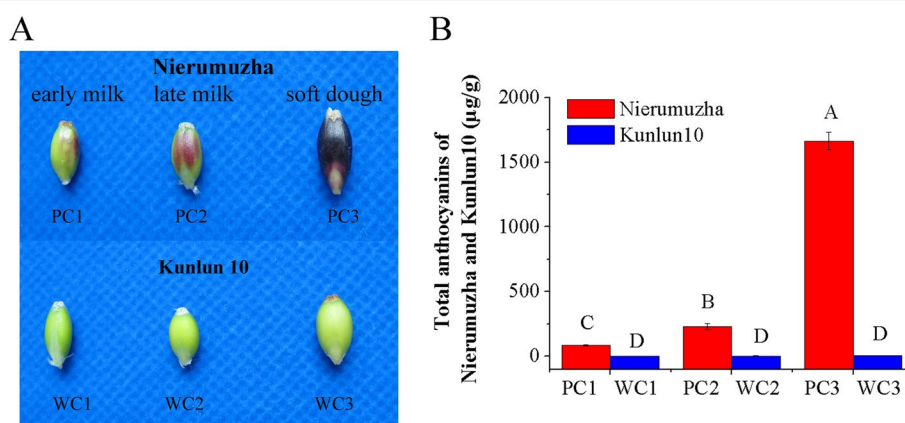 A
Nierumuzha
early milk late milk soft dough
PC1 PC2 PC3
Kunlun 10
WC1 WC2 WC3
B
Total anthocyanins of
Nierumuzha and Kunlun10 (μg/g)
2000
1500
1000
500
0
Nierumuzha
Kunlun10
A
B
C
D D D
PC1 WC1 PC2 WC2 PC3 WC3